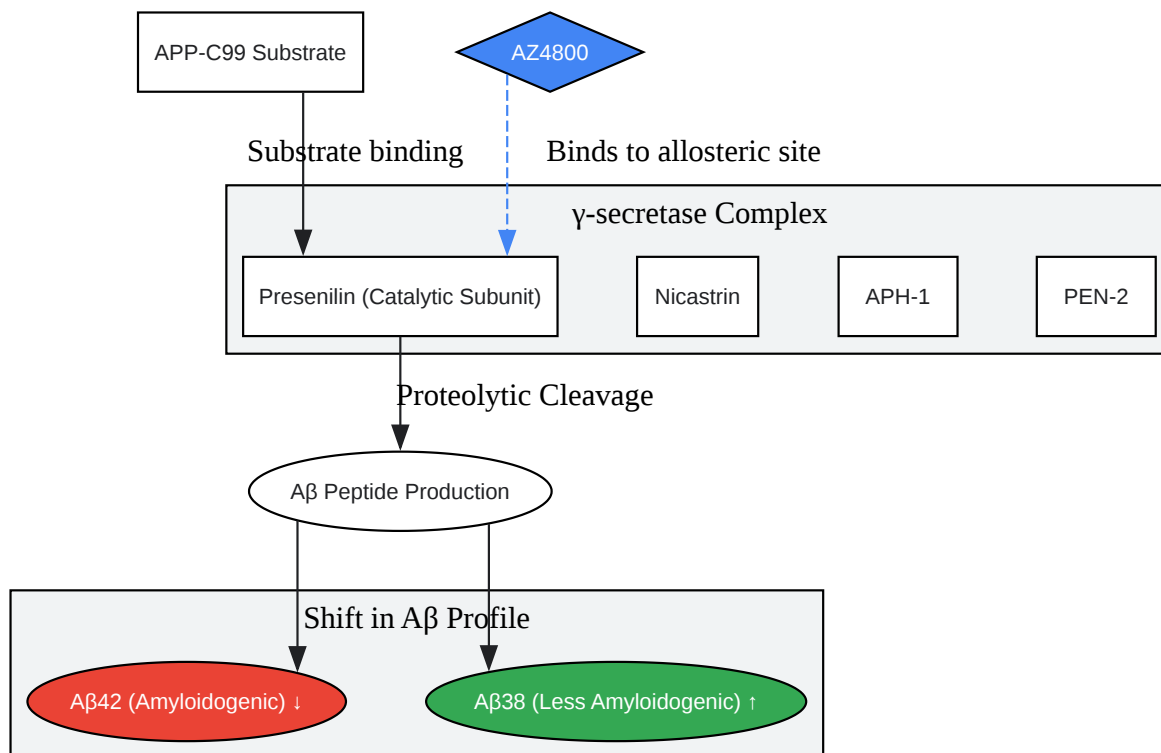 APP-C99 Substrate
AZ4800
Substrate binding
Binds to allosteric site
γ-secretase Complex
Presenilin (Catalytic Subunit)
Nicastrin
APH-1
PEN-2
Proteolytic Cleavage
Aβ Peptide Production
Shift in Aβ Profile
Aβ42 (Amyloidogenic) ↓
Aβ38 (Less Amyloidogenic) ↑